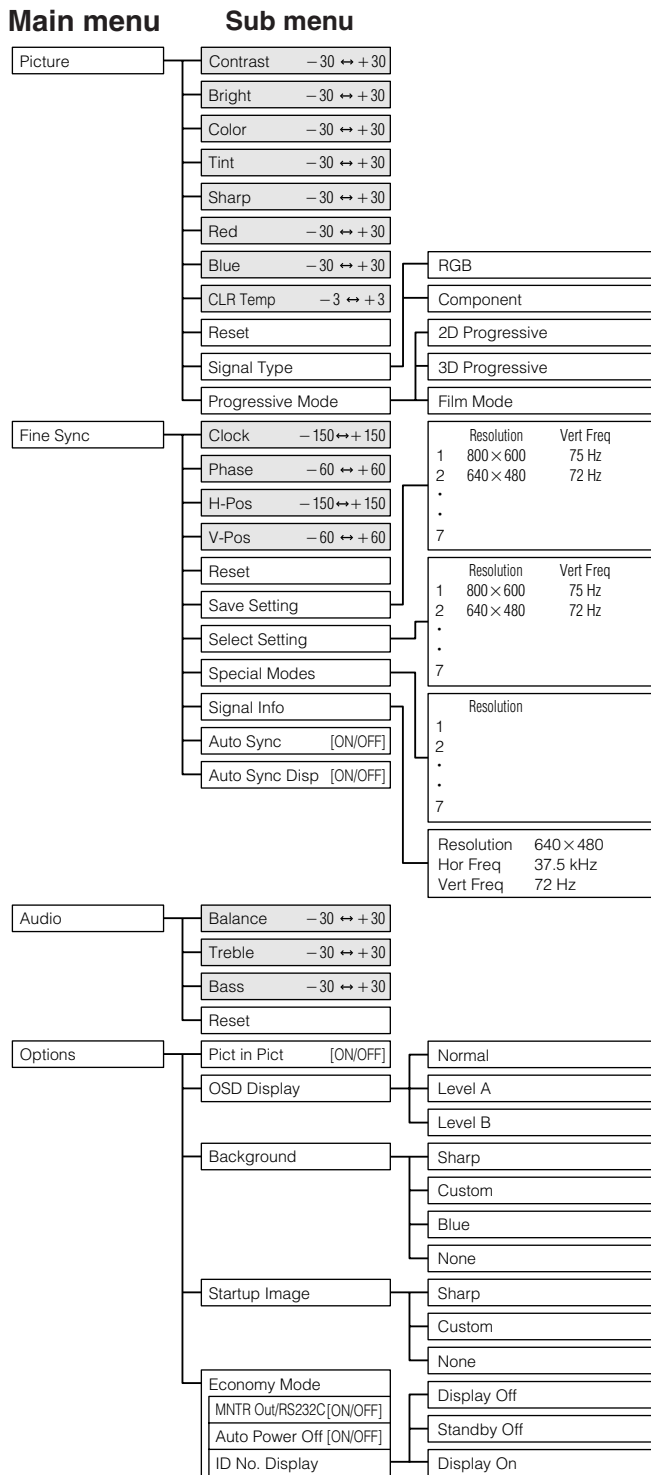 Main menu Sub menu
Picture
Contrast −30 ↔ +30
Bright −30 ↔ +30
Color −30 ↔ +30
Tint −30 ↔ +30
Sharp −30 ↔ +30
Red −30 ↔ +30
Blue −30 ↔ +30
CLR Temp −3 ↔ +3
Reset
Signal Type
Progressive Mode
RGB
Component
2D Progressive
3D Progressive
Film Mode
Fine Sync
Clock −150↔+150
Phase −60 ↔ +60
H-Pos −150↔+150
V-Pos −60 ↔ +60
Reset
Save Setting
Select Setting
Special Modes
Signal Info
Auto Sync [ON/OFF]
Auto Sync Disp [ON/OFF]
Resolution Vert Freq
1 800×600 75 Hz
2 640×480 72 Hz
·
·
7
Resolution Vert Freq
1 800×600 75 Hz
2 640×480 72 Hz
·
·
7
Resolution
1
2
·
·
7
Resolution 640×480
Hor Freq 37.5 kHz
Vert Freq 72 Hz
Audio
Balance −30 ↔ +30
Treble −30 ↔ +30
Bass −30 ↔ +30
Reset
Options
Pict in Pict [ON/OFF]
OSD Display
Normal
Level A
Level B
Background
Sharp
Custom
Blue
None
Startup Image
Sharp
Custom
None
Economy Mode
MNTR Out/RS232C[ON/OFF]
Auto Power Off [ON/OFF]
ID No. Display
Display Off
Standby Off
Display On